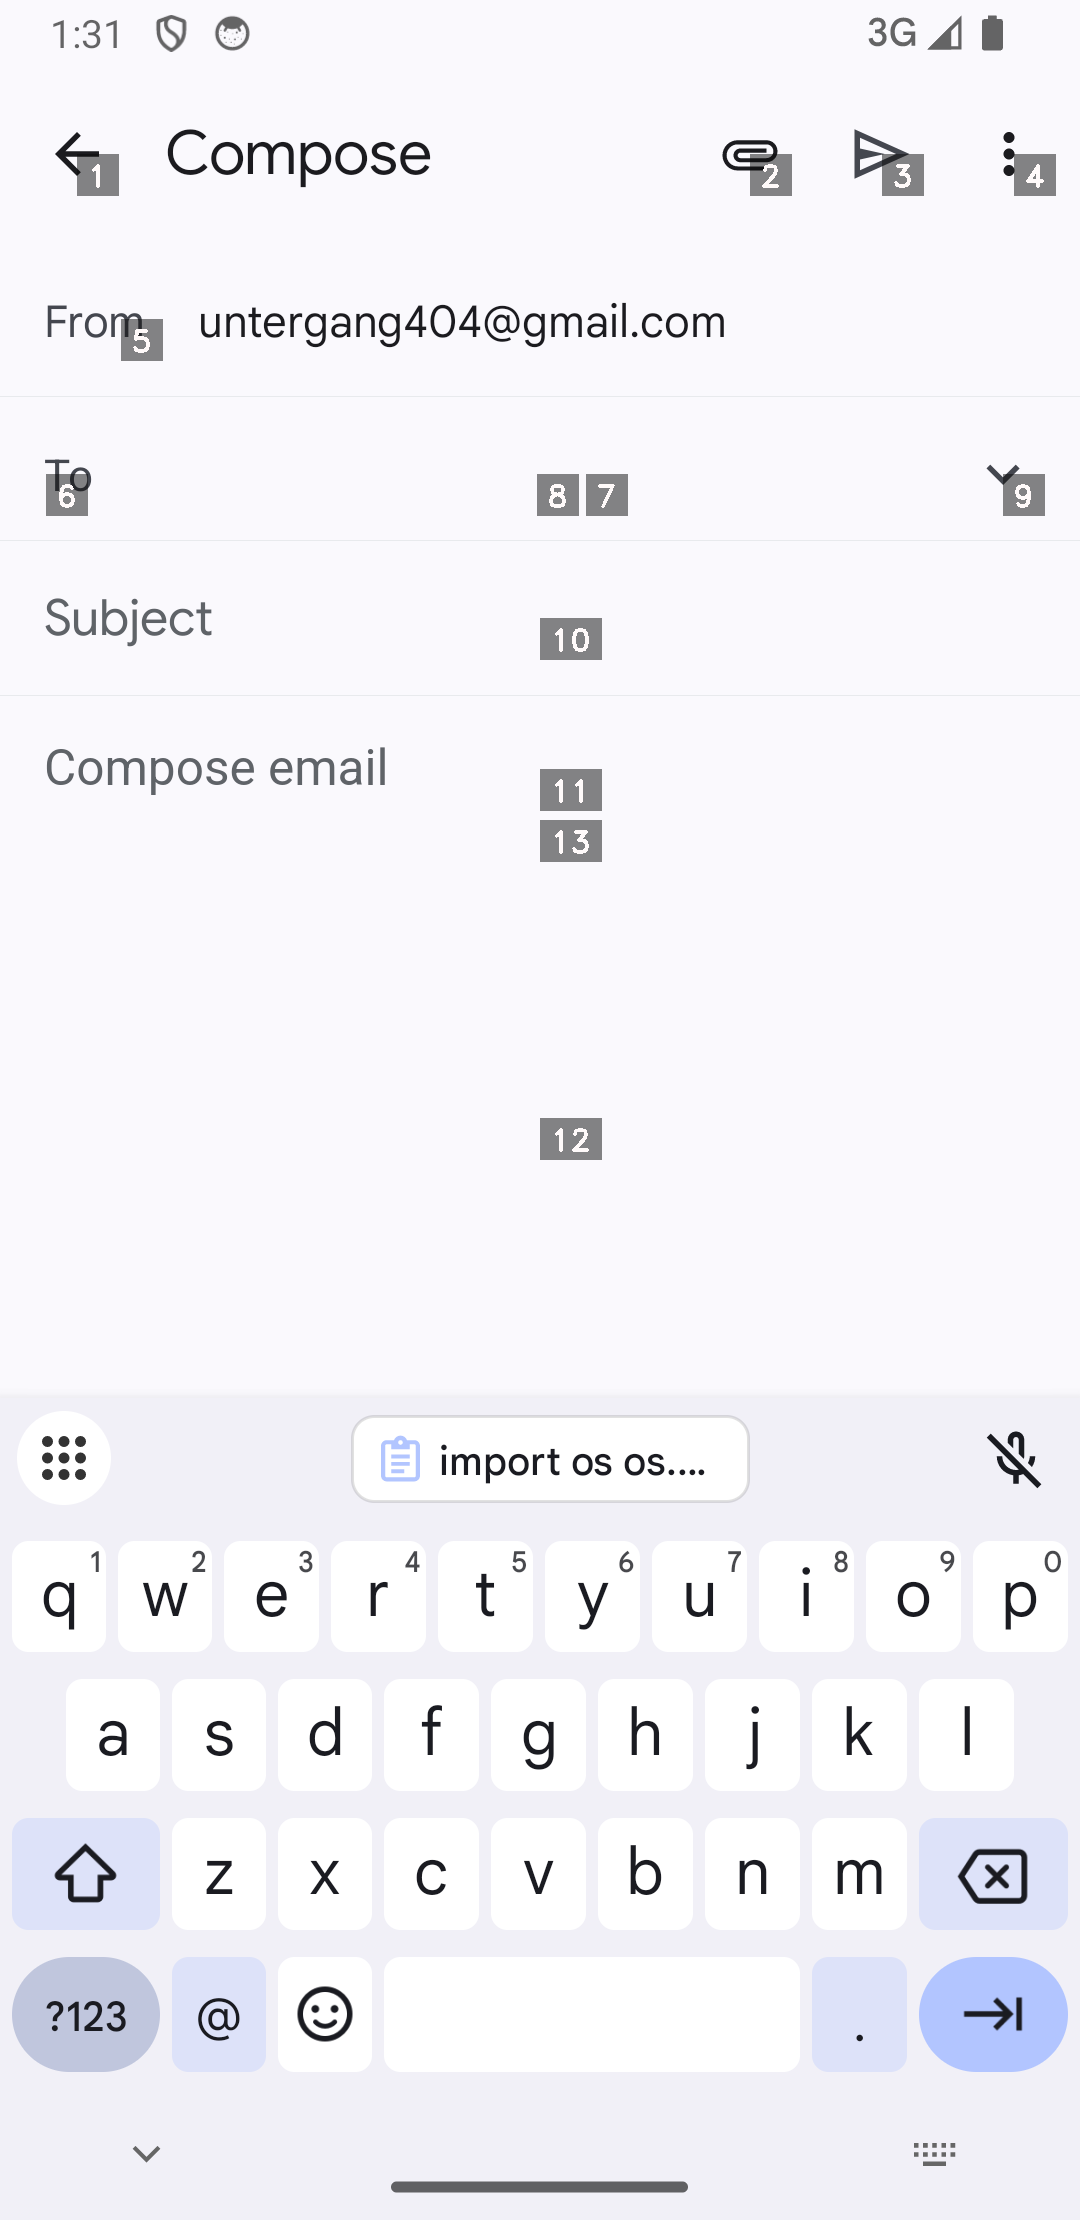 1:31 3G
Compose
1 2 3 4
From untergang404@gmail.com
5
To
6 8 7 9
Subject
10
Compose email
11
13
12
import os os....
1 2 3 4 5 6 7 8 9 0
q w e r t y u i o p
a s d f g h j k l
z x c v b n m
?123 @ .